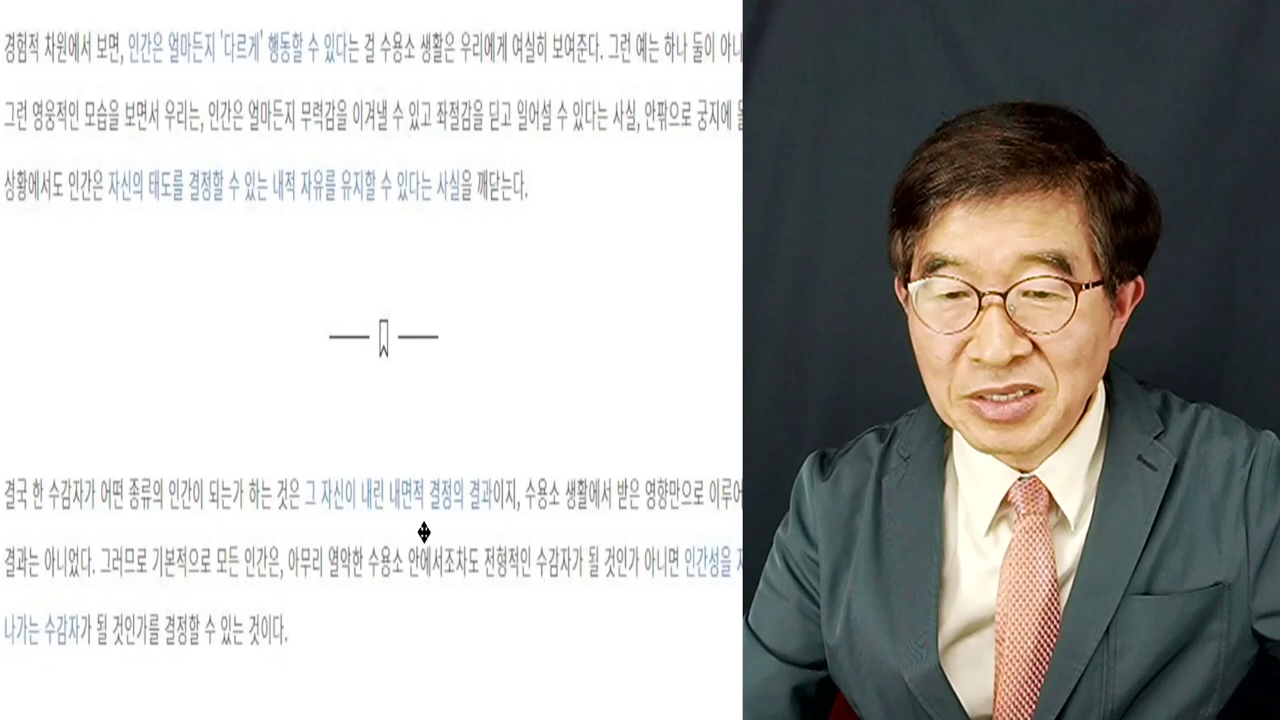 경험적 차원에서 보면, 인간은 얼마든지 '다르게' 행동할 수 있다는 걸 수용소 생활은 우리에게 여실히 보여준다. 그런 예는 하나 둘이 아니
그런 영웅적인 모습을 보면서 우리는, 인간은 얼마든지 무력감을 이겨낼 수 있고 좌절감을 딛고 일어설 수 있다는 사실, 안팎으로 궁지에
상황에서도 인간은 자신의 태도를 결정할 수 있는 내적 자유를 유지할 수 있다는 사실을 깨닫는다.
결국 한 수감자가 어떤 종류의 인간이 되는가 하는 것은 그 자신이 내린 내면적 결정의 결과이지, 수용소 생활에서 받은 영향만으로
결과는 아니었다. 그러므로 기본적으로 모든 인간은, 아무리 열악한 수용소 안에서조차도 전형적인 수감자가 될 것인가 아니면 인간성을
나가는 수감자가 될 것인가를 결정할 수 있는 것이다.